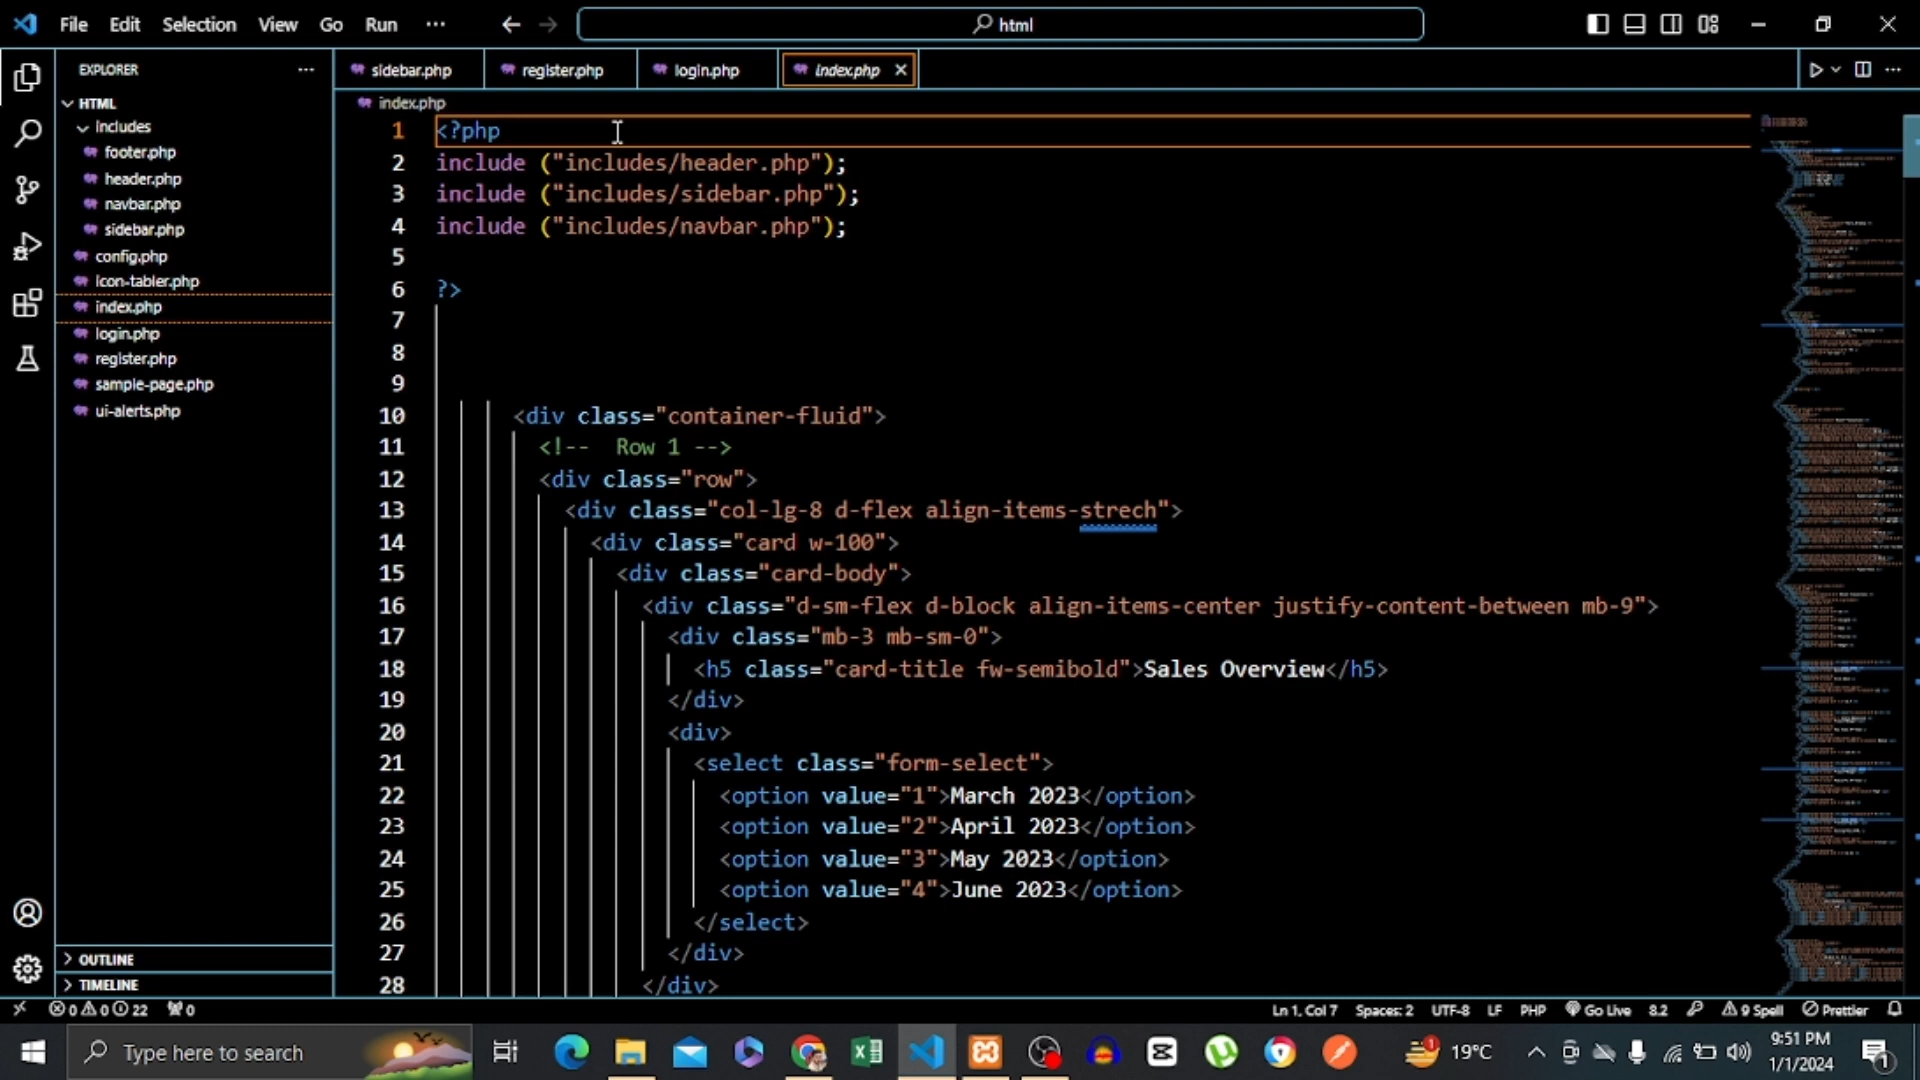 File Edit Selection View Go Run ··· html
EXPLORER ···
HTML
includes
footer.php
header.php
navbar.php
sidebar.php
config.php
icon-tabler.php
index.php
login.php
register.php
sample-page.php
ui-alerts.php
OUTLINE
TIMELINE
sidebar.php register.php login.php index.php
index.php
1 <?php
2 include ("includes/header.php");
3 include ("includes/sidebar.php");
4 include ("includes/navbar.php");
5
6 ?>
7
8
9
10 <div class="container-fluid">
11 <!--  Row 1 -->
12 <div class="row">
13 <div class="col-lg-8 d-flex align-items-strech">
14 <div class="card w-100">
15 <div class="card-body">
16 <div class="d-sm-flex d-block align-items-center justify-content-between mb-9">
17 <div class="mb-3 mb-sm-0">
18 <h5 class="card-title fw-semibold">Sales Overview</h5>
19 </div>
20 <div>
21 <select class="form-select">
22 <option value="1">March 2023</option>
23 <option value="2">April 2023</option>
24 <option value="3">May 2023</option>
25 <option value="4">June 2023</option>
26 </select>
27 </div>
28 </div>
0 0 22 0 Ln 1, Col 7 Spaces: 2 UTF-8 LF PHP Go Live 8.2 9 Spell Prettier
Type here to search 1 19°C 9:51 PM
1/1/2024 1